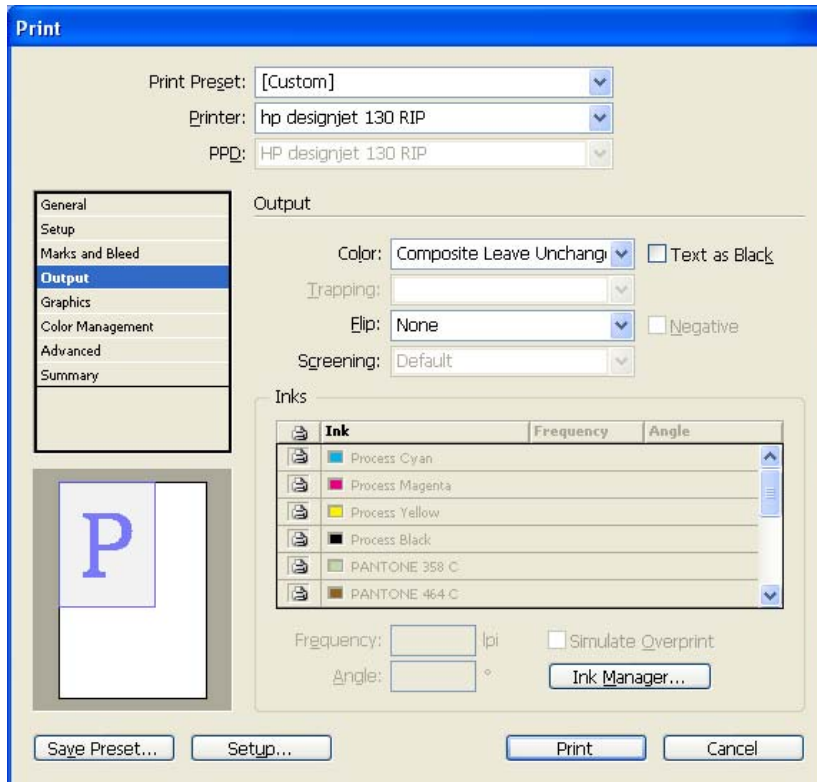 Print
Print Preset: [Custom]
Printer: hp designjet 130 RIP
PPD: HP designjet 130 RIP
General
Setup
Marks and Bleed
Output
Graphics
Color Management
Advanced
Summary
P
Output
Color: Composite Leave Unchang Text as Black
Trapping:
Flip: None Negative
Screening: Default
Inks
Ink Frequency Angle
Process Cyan
Process Magenta
Process Yellow
Process Black
PANTONE 358 C
PANTONE 464 C
Frequency: lpi Simulate Overprint
Angle: ° Ink Manager...
Save Preset... Setup... Print Cancel